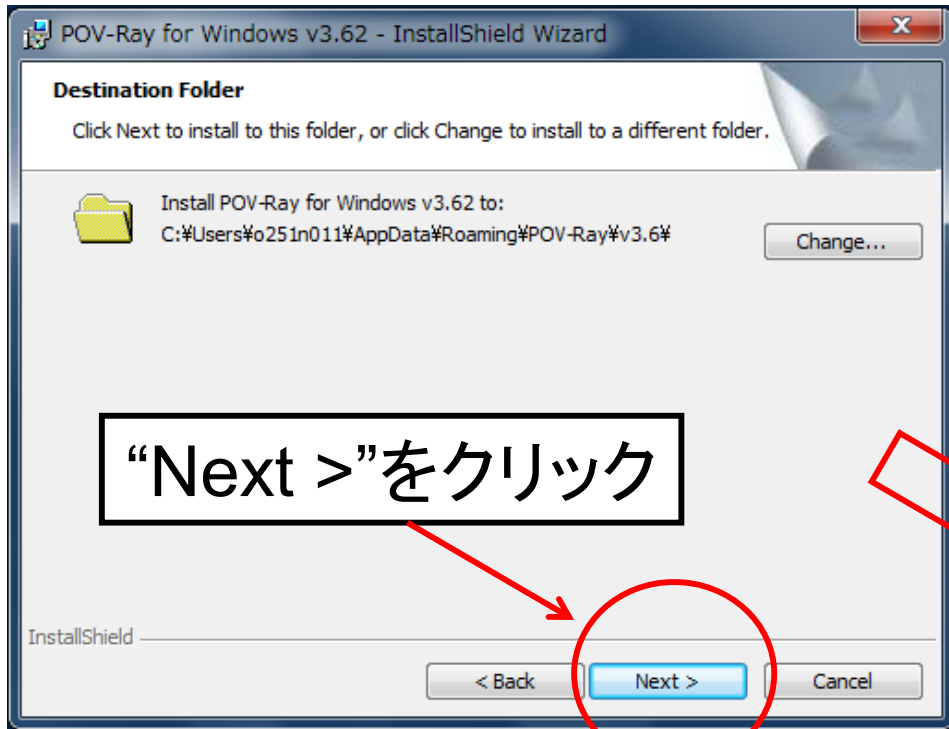 POV-Ray for Windows v3.62 - InstallShield Wizard
Destination Folder
Click Next to install to this folder, or click Change to install to a different folder.
Install POV-Ray for Windows v3.62 to:
C:¥Users¥o251n011¥AppData¥Roaming¥POV-Ray¥v3.6¥
Change...
“Next >”をクリック
InstallShield
< Back
Next >
Cancel